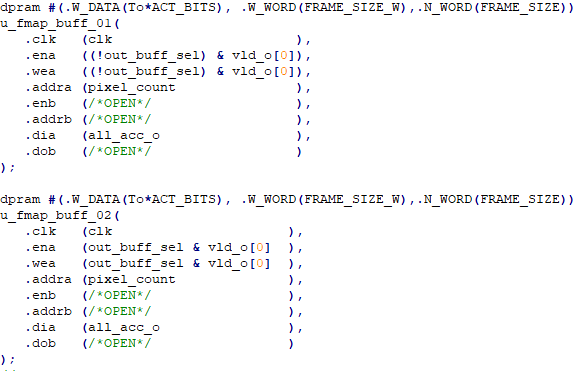 dpram #(.W_DATA(To*ACT_BITS), .W_WORD(FRAME_SIZE_W),.N_WORD(FRAME_SIZE))
u_fmap_buff_01(
   .clk   (clk                       ),
   .ena   ((!out_buff_sel) & vld_o[0]),
   .wea   ((!out_buff_sel) & vld_o[0]),
   .addra (pixel_count               ),
   .enb   (/*OPEN*/                  ),
   .addrb (/*OPEN*/                  ),
   .dia   (all_acc_o                 ),
   .dob   (/*OPEN*/                  )
);
dpram #(.W_DATA(To*ACT_BITS), .W_WORD(FRAME_SIZE_W),.N_WORD(FRAME_SIZE))
u_fmap_buff_02(
   .clk   (clk                      ),
   .ena   (out_buff_sel & vld_o[0]  ),
   .wea   (out_buff_sel & vld_o[0]  ),
   .addra (pixel_count              ),
   .enb   (/*OPEN*/                 ),
   .addrb (/*OPEN*/                 ),
   .dia   (all_acc_o                ),
   .dob   (/*OPEN*/                 )
);